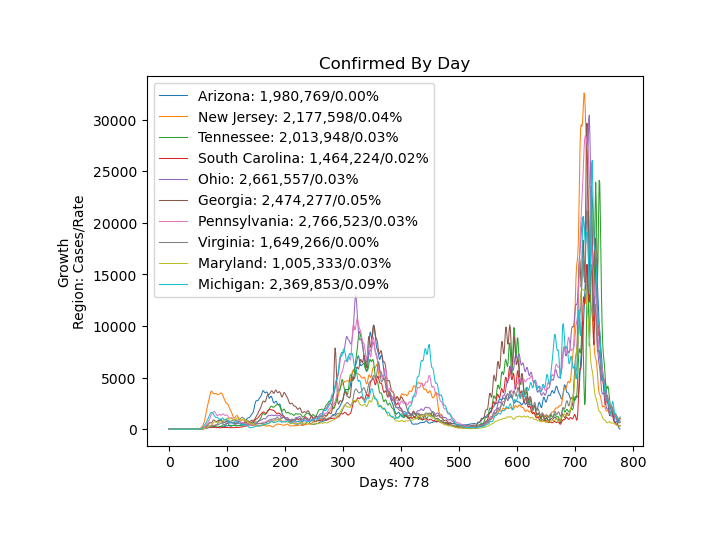 Confirmed By Day
Arizona: 1,980,769/0.00%
New Jersey: 2,177,598/0.04%
Tennessee: 2,013,948/0.03%
South Carolina: 1,464,224/0.02%
Ohio: 2,661,557/0.03%
Georgia: 2,474,277/0.05%
Pennsylvania: 2,766,523/0.03%
Virginia: 1,649,266/0.00%
Maryland: 1,005,333/0.03%
Michigan: 2,369,853/0.09%
Growth
Region: Cases/Rate
30000
25000
20000
15000
10000
5000
0
0 100 200 300 400 500 600 700 800
Days: 778